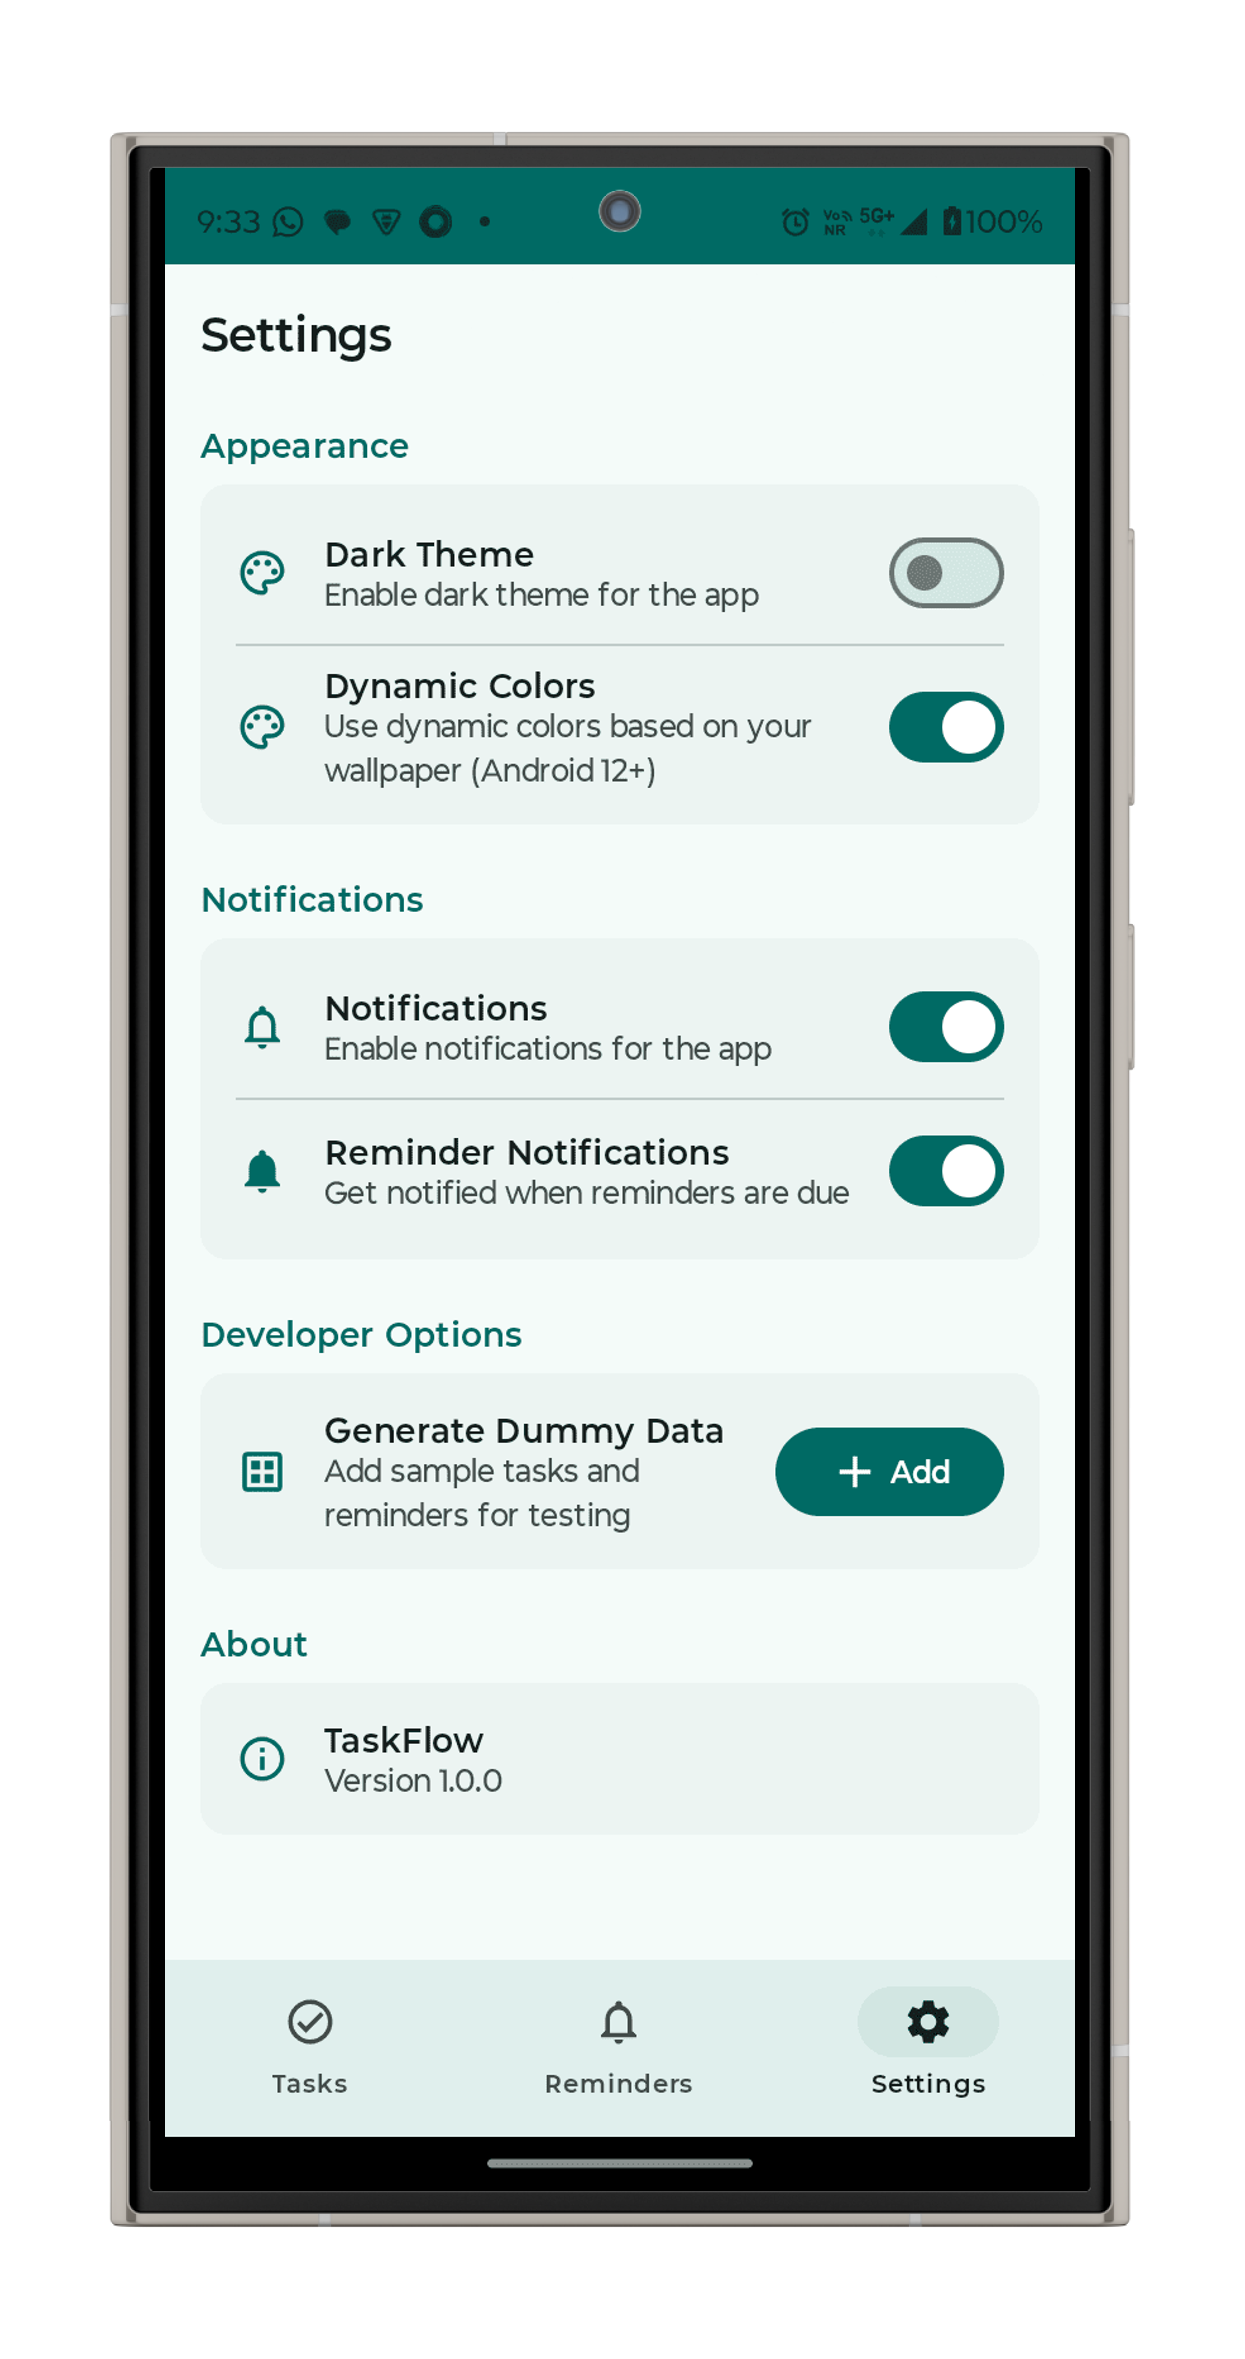 9:33
Vo NR 5G+ 100%
Settings
Appearance
Dark Theme
Enable dark theme for the app
Dynamic Colors
Use dynamic colors based on your
wallpaper (Android 12+)
Notifications
Notifications
Enable notifications for the app
Reminder Notifications
Get notified when reminders are due
Developer Options
Generate Dummy Data
Add sample tasks and
reminders for testing
Add
About
TaskFlow
Version 1.0.0
Tasks
Reminders
Settings